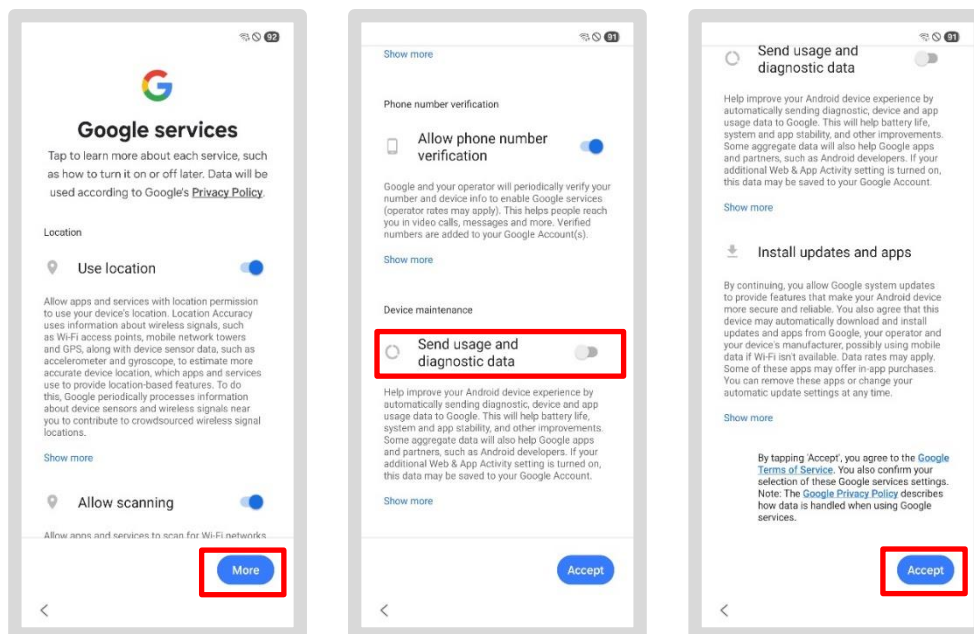 92
Google services
Tap to learn more about each service, such
as how to turn it on or off later. Data will be
used according to Google's Privacy Policy.
Location
Use location
Allow apps and services with location permission
to use your device's location. Location Accuracy
uses information about wireless signals, such
as Wi-Fi access points, mobile network towers
and GPS, along with device sensor data, such as
accelerometer and gyroscope, to estimate more
accurate device location, which apps and services
use to provide location-based features. To do
this, Google periodically processes information
about device sensors and wireless signals near
you to contribute to crowdsourced wireless signal
locations.
Show more
Allow scanning
Allow apps and services to scan for Wi-Fi networks
More
91
Show more
Phone number verification
Allow phone number
verification
Google and your operator will periodically verify your
number and device info to enable Google services
(operator rates may apply). This helps people reach
you in video calls, messages and more. Verified
numbers are added to your Google Account(s).
Show more
Device maintenance
Send usage and
diagnostic data
Help improve your Android device experience by
automatically sending diagnostic, device and app
usage data to Google. This will help battery life,
system and app stability, and other improvements.
Some aggregate data will also help Google apps
and partners, such as Android developers. If your
additional Web & App Activity setting is turned on,
this data may be saved to your Google Account.
Show more
Accept
91
Send usage and
diagnostic data
Help improve your Android device experience by
automatically sending diagnostic, device and app
usage data to Google. This will help battery life,
system and app stability, and other improvements.
Some aggregate data will also help Google apps
and partners, such as Android developers. If your
additional Web & App Activity setting is turned on,
this data may be saved to your Google Account.
Show more
Install updates and apps
By continuing, you allow Google system updates
to provide features that make your Android device
more secure and reliable. You also agree that this
device may automatically download and install
updates and apps from Google, your operator and
your device's manufacturer, possibly using mobile
data if Wi-Fi isn't available. Data rates may apply.
Some of these apps may offer in-app purchases.
You can remove these apps or change your
automatic update settings at any time.
Show more
By tapping 'Accept', you agree to the Google
Terms of Service. You also confirm your
selection of these Google services settings.
Note: The Google Privacy Policy describes
how data is handled when using Google
services.
Accept